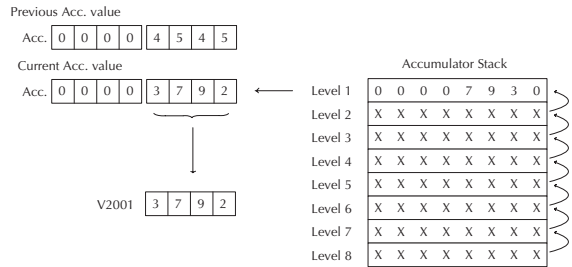 Previous Acc. value
Acc. 0 0 0 0 4 5 4 5
Current Acc. value
Acc. 0 0 0 0 3 7 9 2
V2001 3 7 9 2
Accumulator Stack
Level 1 0 0 0 0 7 9 3 0
Level 2 X X X X X X X X
Level 3 X X X X X X X X
Level 4 X X X X X X X X
Level 5 X X X X X X X X
Level 6 X X X X X X X X
Level 7 X X X X X X X X
Level 8 X X X X X X X X